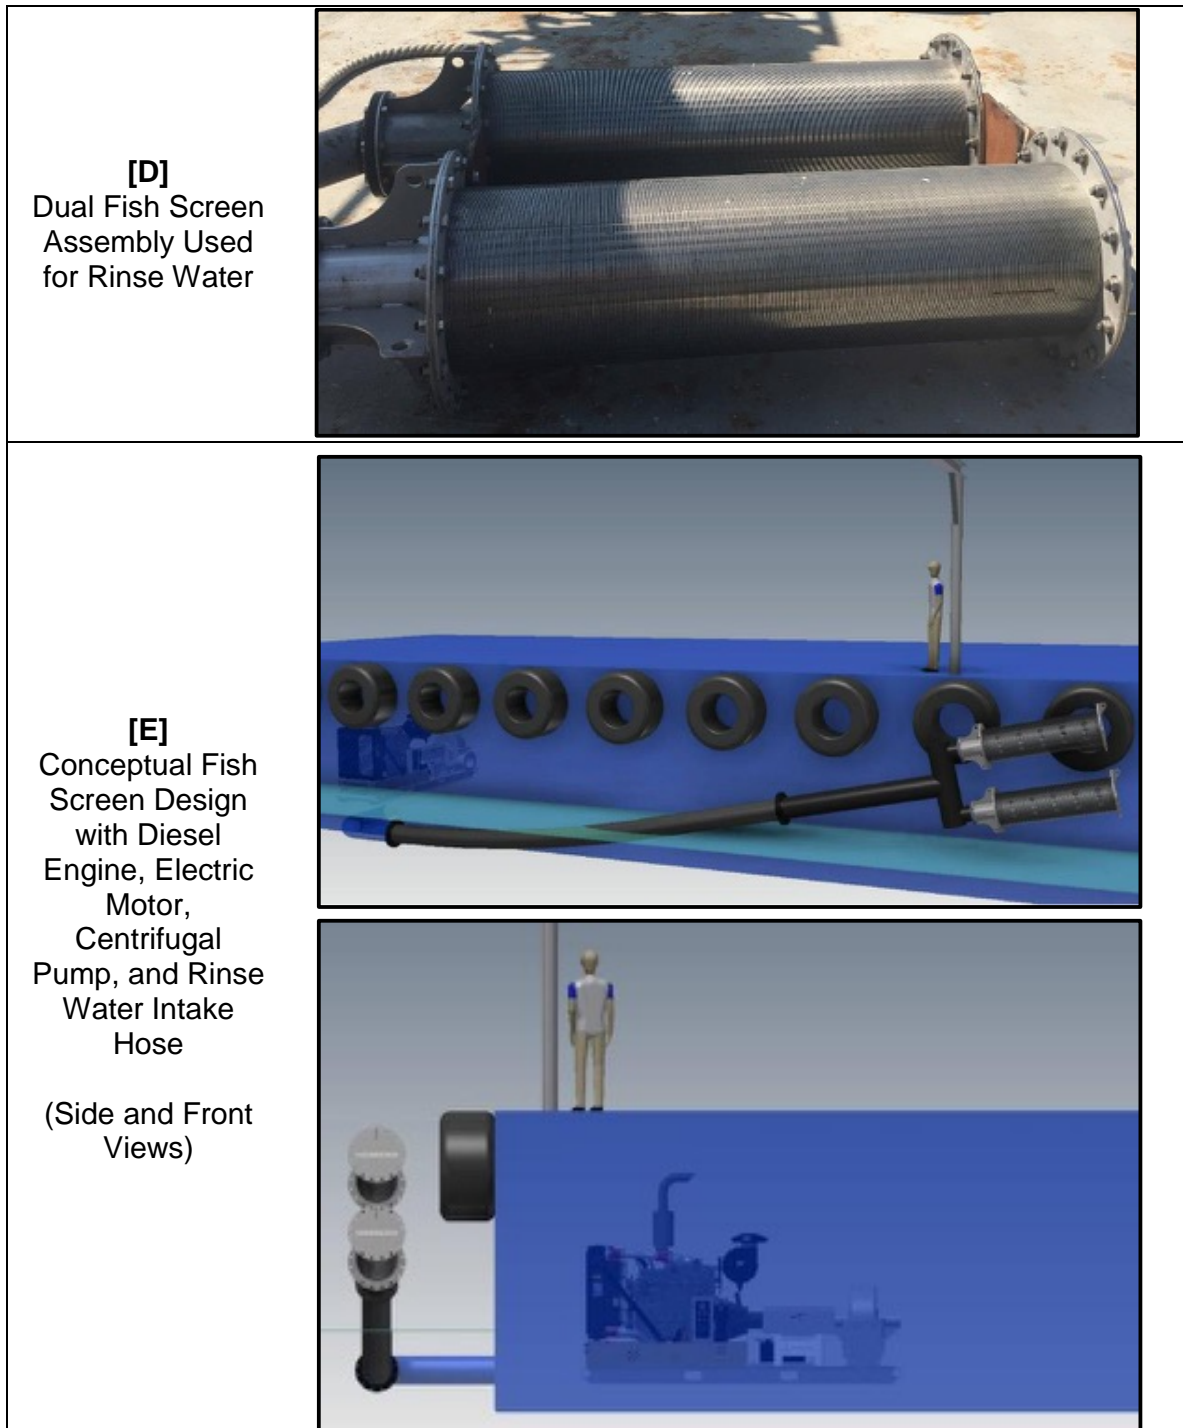 [D]
Dual Fish Screen
Assembly Used
for Rinse Water
[E]
Conceptual Fish
Screen Design
with Diesel
Engine, Electric
Motor,
Centrifugal
Pump, and Rinse
Water Intake
Hose
(Side and Front
Views)